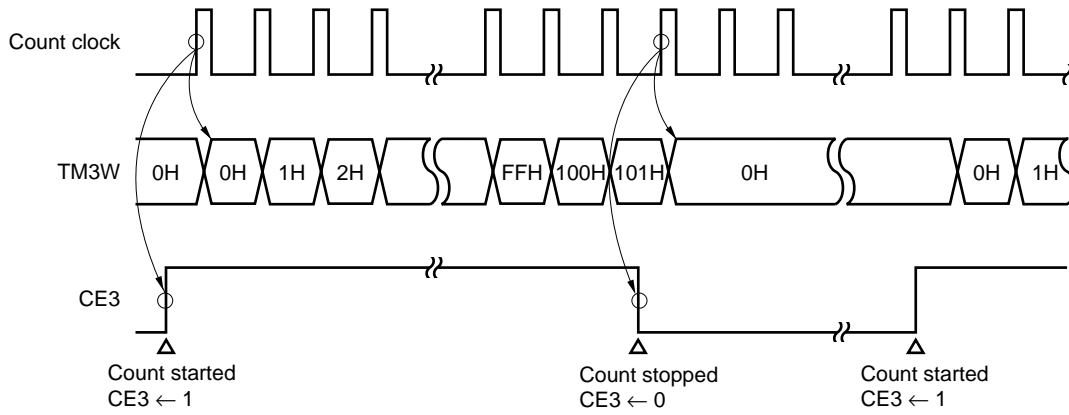 Count clock
TM3W
0H
0H
1H
2H
FFH
100H
101H
0H
0H
1H
CE3
Count started
CE3 ← 1
Count stopped
CE3 ← 0
Count started
CE3 ← 1